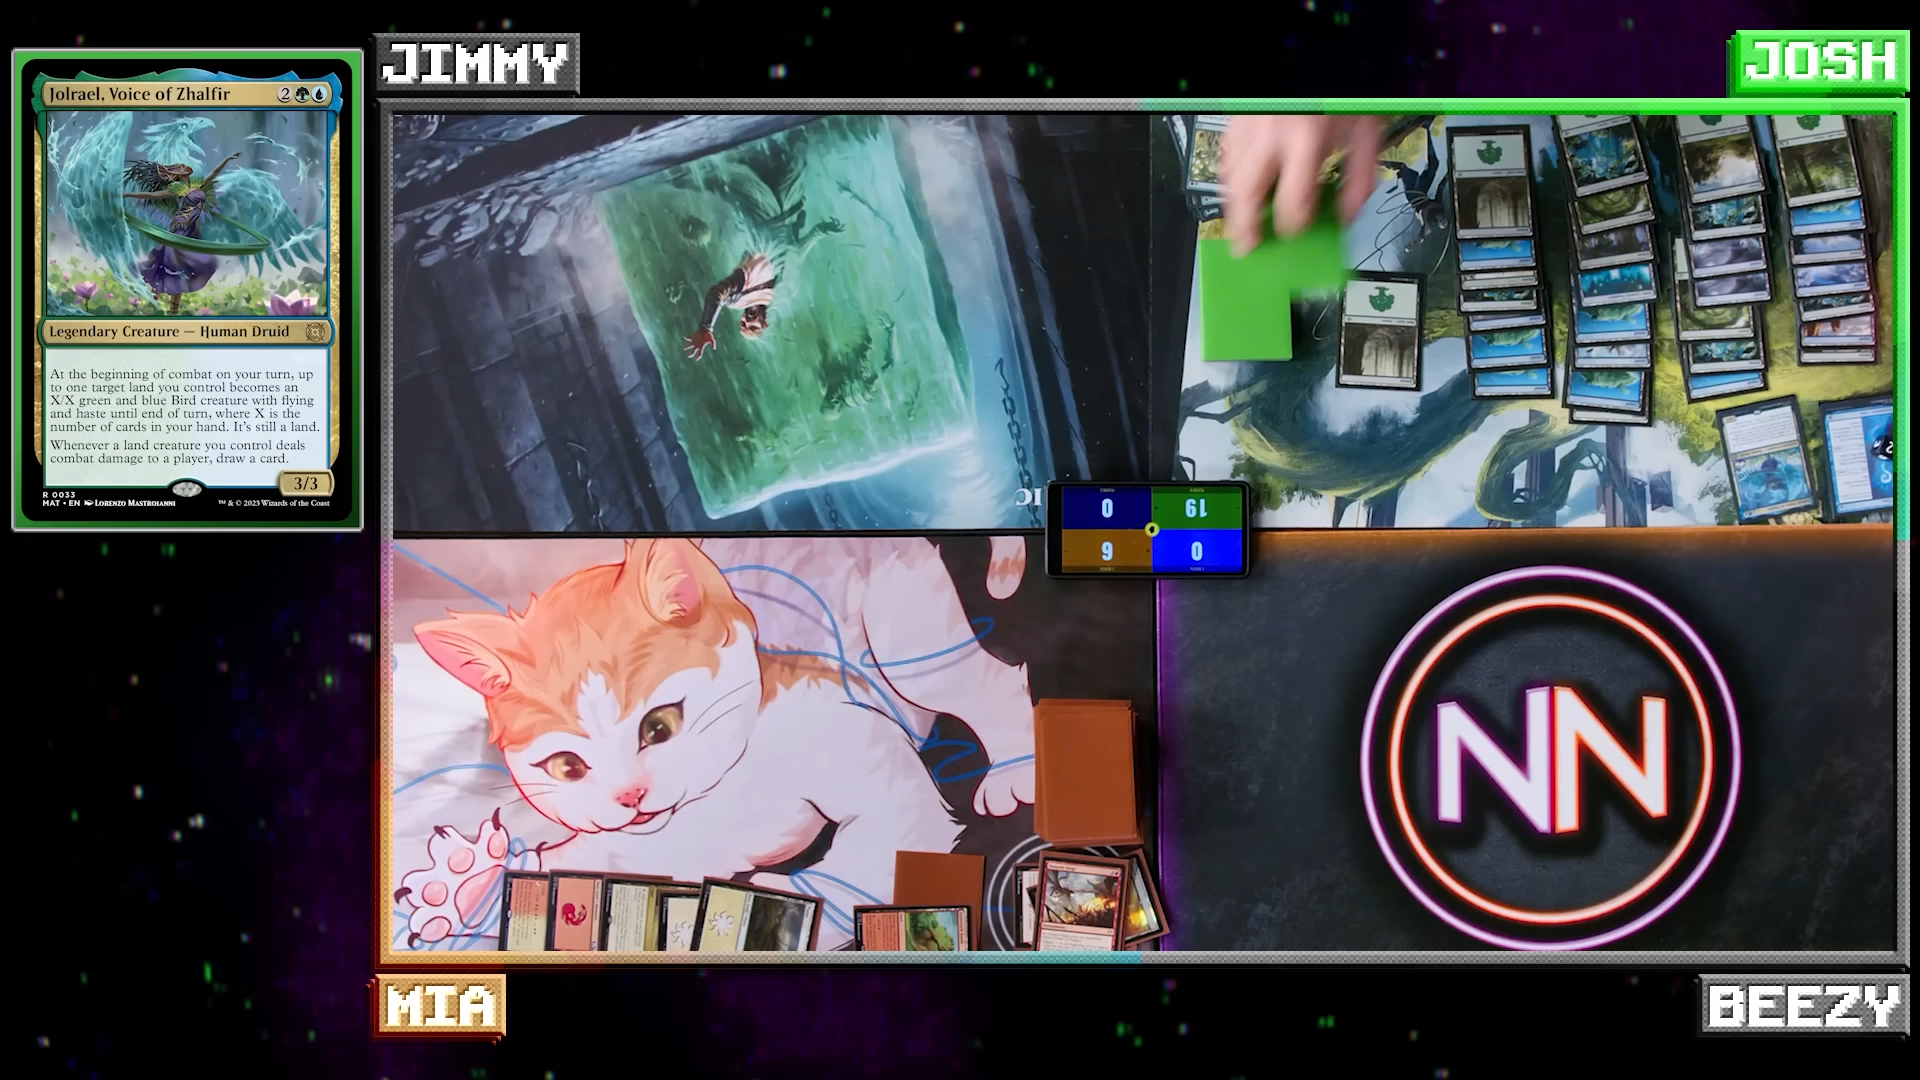 JIMMY
JOSH
Jolrael, Voice of Zhalfir 2
Legendary Creature — Human Druid
At the beginning of combat on your turn, up
to one target land you control becomes an
X/X green and blue Bird creature with flying
and haste until end of turn, where X is the
number of cards in your hand. It's still a land.
Whenever a land creature you control deals
combat damage to a player, draw a card.
3/3
R 0033
MAT • EN LORENZO MASTROIANNI
™ & © 2023 Wizards of the Coast
0
19
6
0
NN
MIA
BEEZY